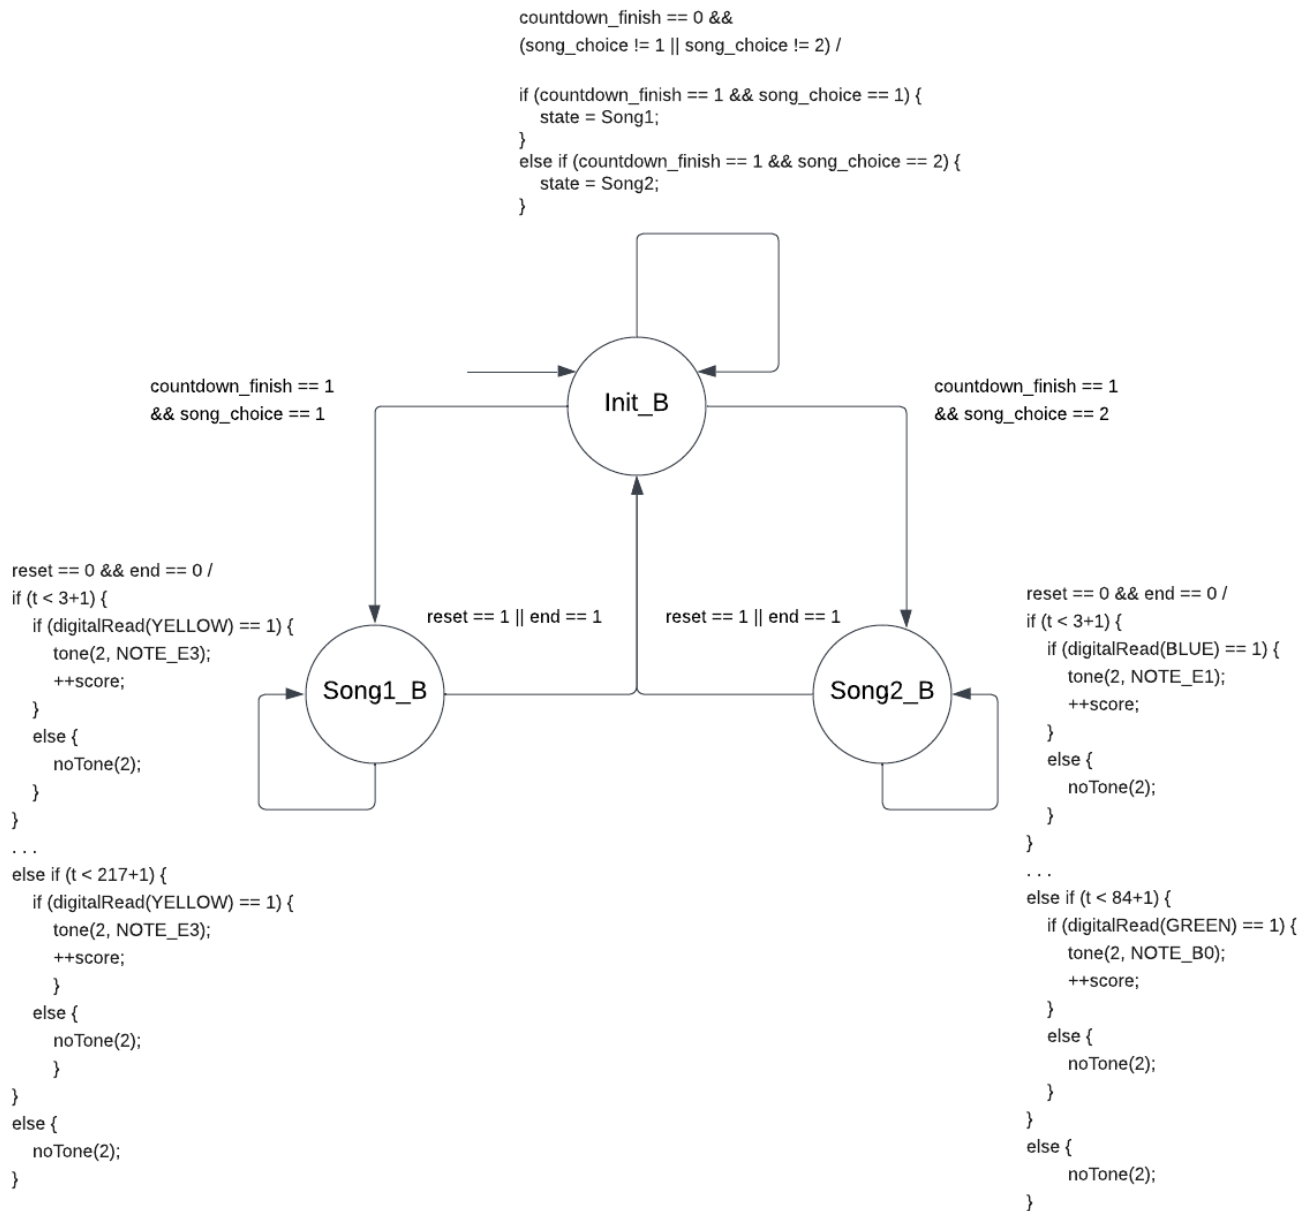 countdown_finish == 0 &&
(song_choice != 1 || song_choice != 2) /
if (countdown_finish == 1 && song_choice == 1) {
state = Song1;
}
else if (countdown_finish == 1 && song_choice == 2) {
state = Song2;
}
Init_B
countdown_finish == 1
&& song_choice == 1
countdown_finish == 1
&& song_choice == 2
reset == 1 || end == 1
reset == 1 || end == 1
Song1_B
Song2_B
reset == 0 && end == 0 /
if (t < 3+1) {
if (digitalRead(YELLOW) == 1) {
tone(2, NOTE_E3);
++score;
}
else {
noTone(2);
}
}
. . .
else if (t < 217+1) {
if (digitalRead(YELLOW) == 1) {
tone(2, NOTE_E3);
++score;
}
else {
noTone(2);
}
}
else {
noTone(2);
}
reset == 0 && end == 0 /
if (t < 3+1) {
if (digitalRead(BLUE) == 1) {
tone(2, NOTE_E1);
++score;
}
else {
noTone(2);
}
}
. . .
else if (t < 84+1) {
if (digitalRead(GREEN) == 1) {
tone(2, NOTE_B0);
++score;
}
else {
noTone(2);
}
}
else {
noTone(2);
}